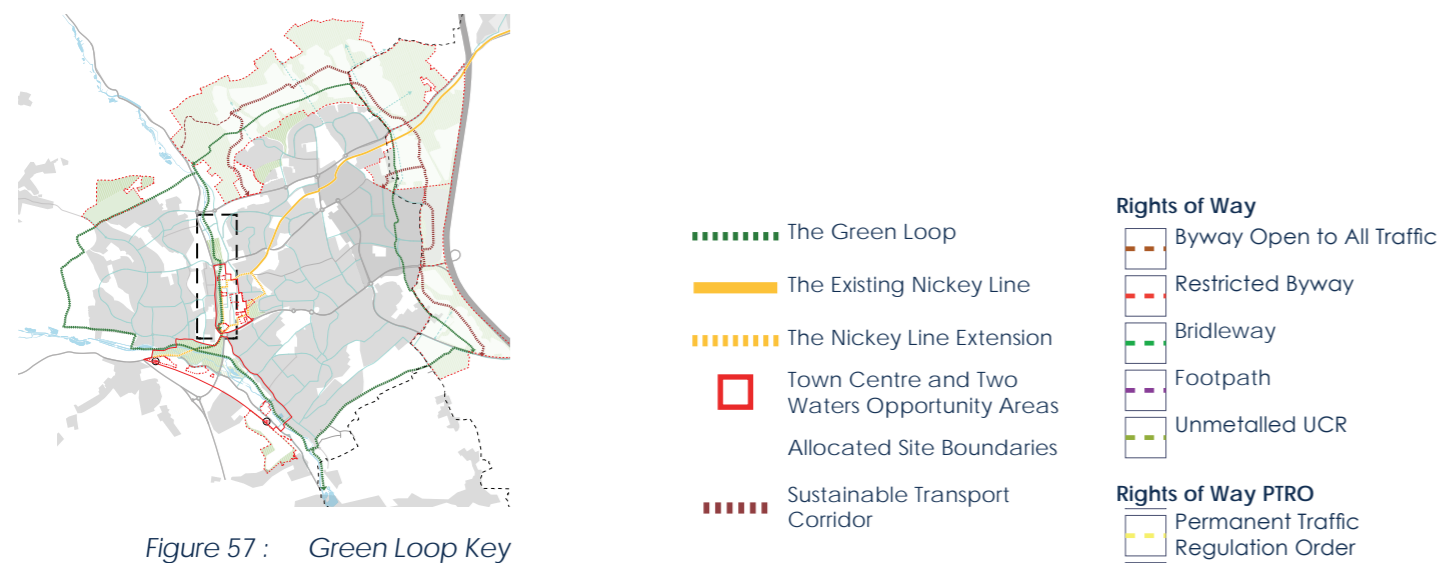 The Green Loop
The Existing Nickey Line
The Nickey Line Extension
Town Centre and Two
Waters Opportunity Areas
Allocated Site Boundaries
Sustainable Transport
Corridor
Rights of Way
Byway Open to All Traffic
Restricted Byway
Bridleway
Footpath
Unmetalled UCR
Rights of Way PTRO
Permanent Traffic
Regulation Order
Figure 57 : Green Loop Key